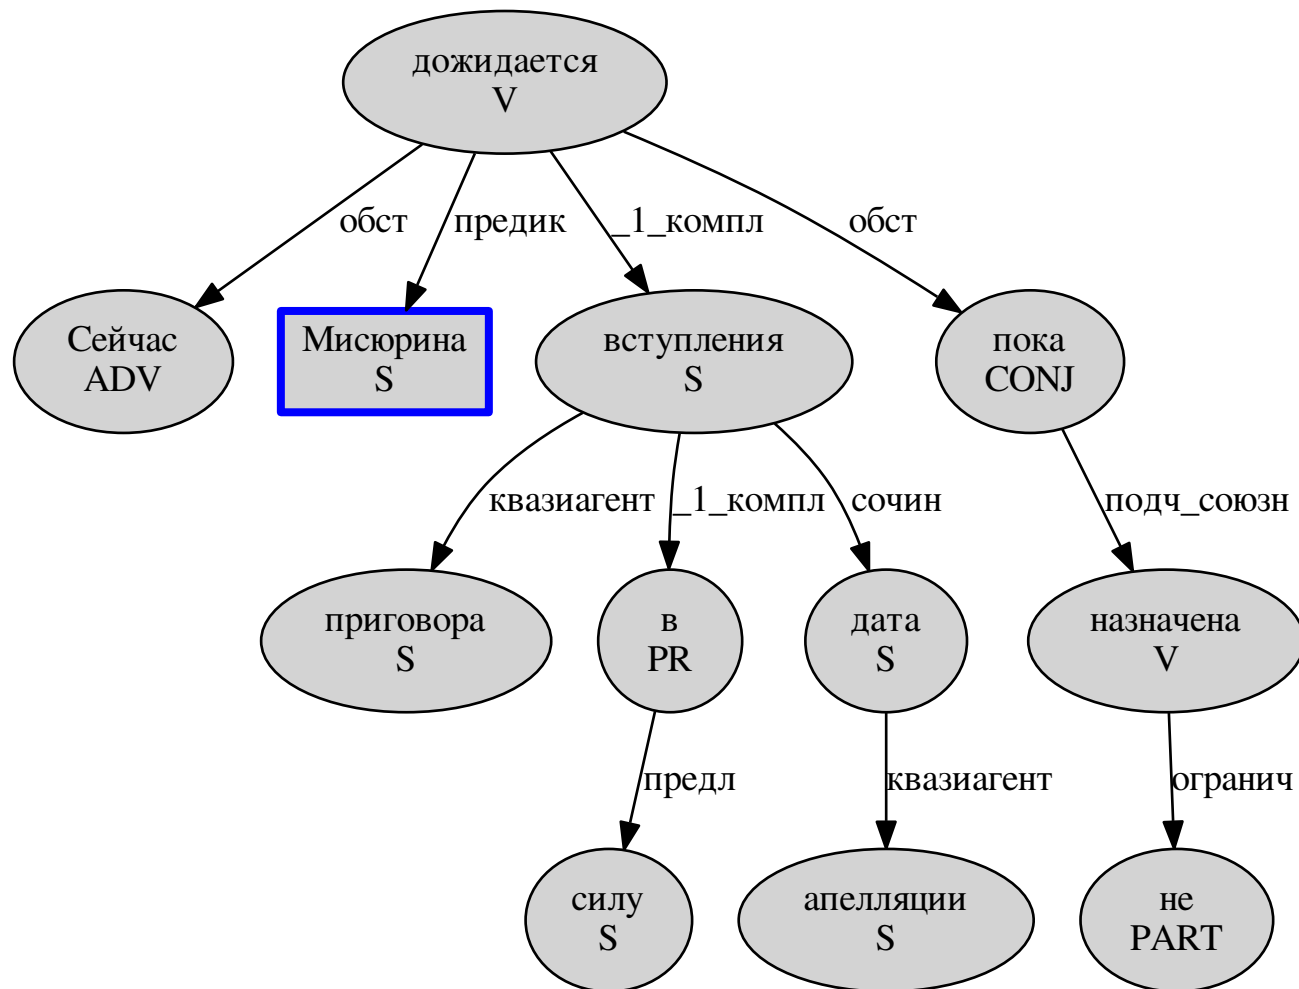 дожидается
V
обст
предик
_1_компл
обст
Сейчас
ADV
Мисюрина
S
вступления
S
пока
CONJ
квазиагент
_1_компл
сочин
подч_союзн
приговора
S
в
PR
дата
S
назначена
V
предл
квазиагент
огранич
силу
S
апелляции
S
не
PART